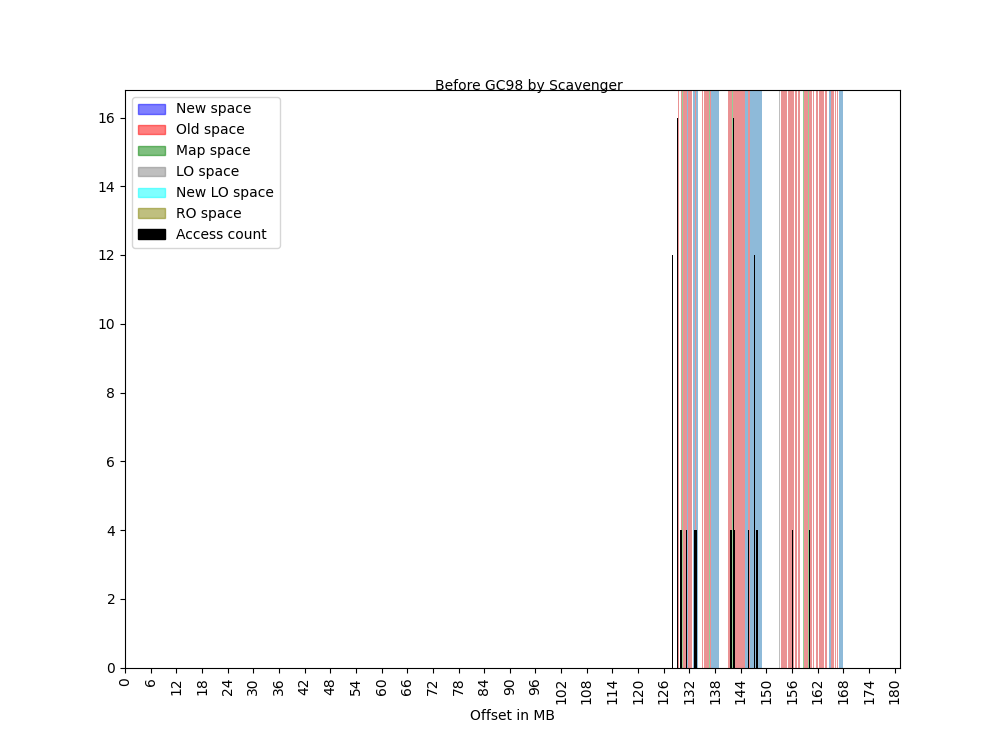 Before GC98 by Scavenger
New space
Old space
Map space
LO space
New LO space
RO space
Access count
16
14
12
10
8
6
4
2
0
0 6 12 18 24 30 36 42 48 54 60 66 72 78 84 90 96 102 108 114 120 126 132 138 144 150 156 162 168 174 180
Offset in MB